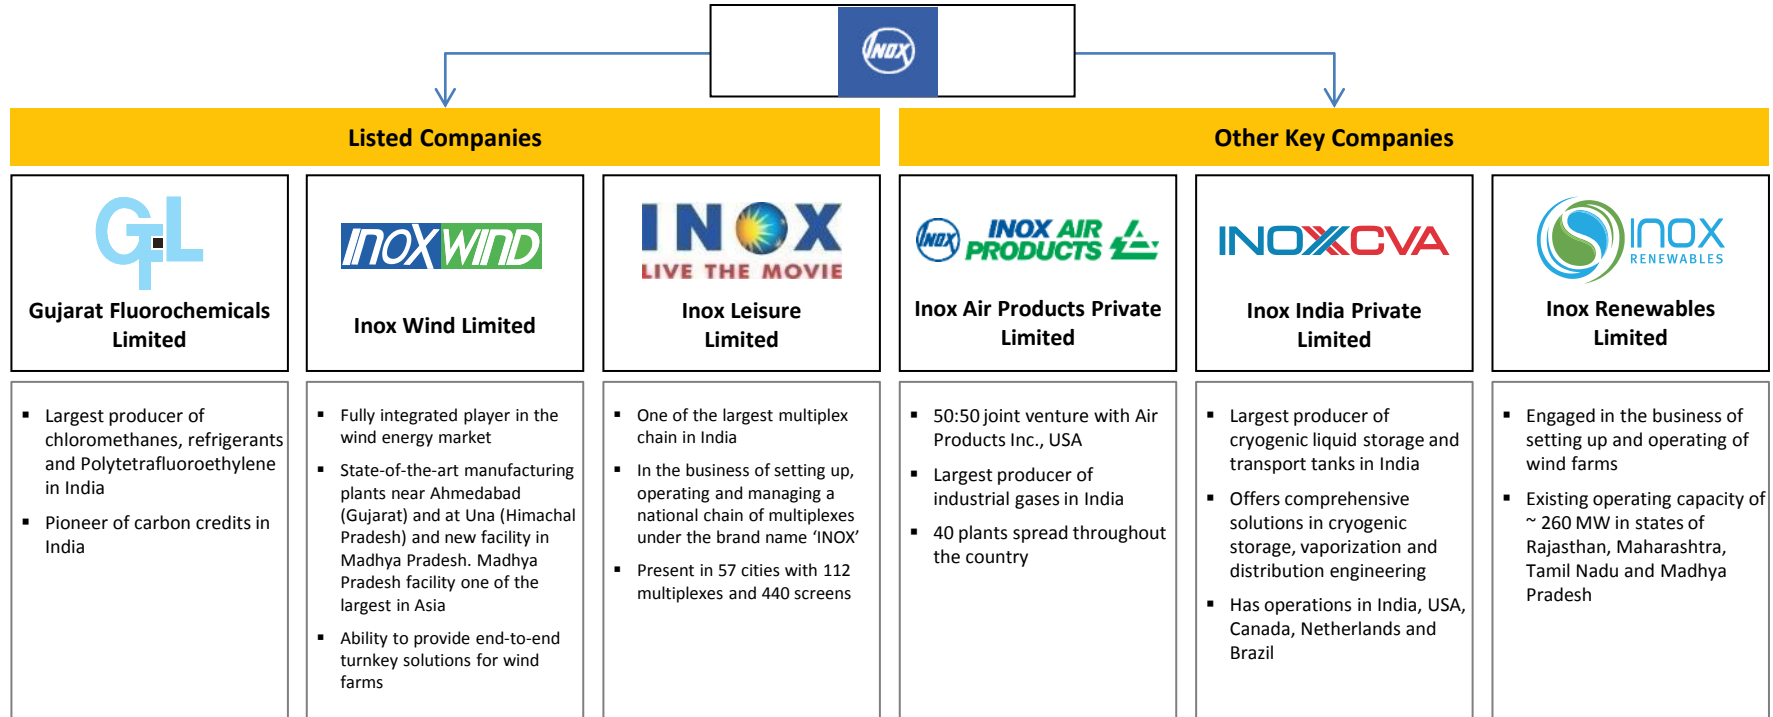 INOX
Listed Companies
Other Key Companies
GFL
Gujarat Fluorochemicals
Limited
INOXWIND
Inox Wind Limited
INOX
LIVE THE MOVIE
Inox Leisure
Limited
INOX
INOX AIR
PRODUCTS
Inox Air Products Private
Limited
INOXCVA
Inox India Private
Limited
INOX
RENEWABLES
Inox Renewables
Limited
▪ Largest producer of
chloromethanes, refrigerants
and Polytetrafluoroethylene
in India
▪ Pioneer of carbon credits in
India
▪ Fully integrated player in the
wind energy market
▪ State-of-the-art manufacturing
plants near Ahmedabad
(Gujarat) and at Una (Himachal
Pradesh) and new facility in
Madhya Pradesh. Madhya
Pradesh facility one of the
largest in Asia
▪ Ability to provide end-to-end
turnkey solutions for wind
farms
▪ One of the largest multiplex
chain in India
▪ In the business of setting up,
operating and managing a
national chain of multiplexes
under the brand name ‘INOX’
▪ Present in 57 cities with 112
multiplexes and 440 screens
▪ 50:50 joint venture with Air
Products Inc., USA
▪ Largest producer of
industrial gases in India
▪ 40 plants spread throughout
the country
▪ Largest producer of
cryogenic liquid storage and
transport tanks in India
▪ Offers comprehensive
solutions in cryogenic
storage, vaporization and
distribution engineering
▪ Has operations in India, USA,
Canada, Netherlands and
Brazil
▪ Engaged in the business of
setting up and operating of
wind farms
▪ Existing operating capacity of
~ 260 MW in states of
Rajasthan, Maharashtra,
Tamil Nadu and Madhya
Pradesh